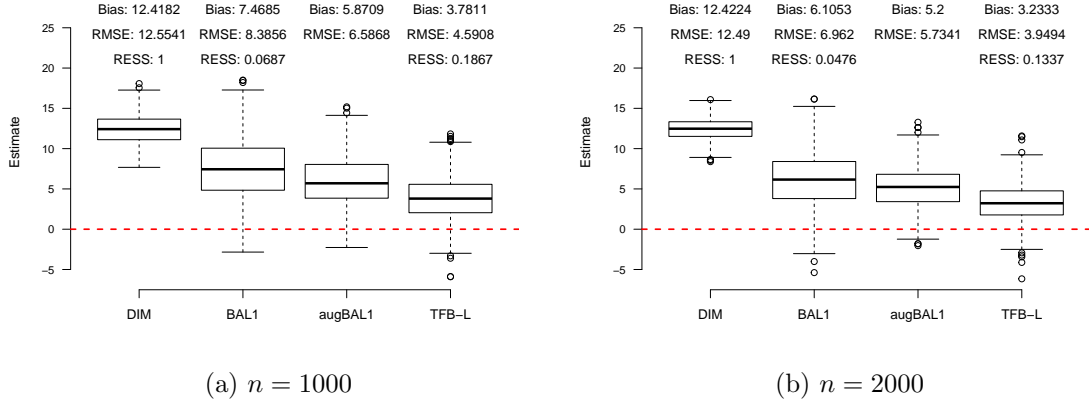 Bias: 12.4182 Bias: 7.4685 Bias: 5.8709 Bias: 3.7811
RMSE: 12.5541 RMSE: 8.3856 RMSE: 6.5868 RMSE: 4.5908
RESS: 1 RESS: 0.0687 RESS: 0.1867
25
20
15
10
5
0
−5
Estimate
DIM BAL1 augBAL1 TFB−L
(a) n = 1000
Bias: 12.4224 Bias: 6.1053 Bias: 5.2 Bias: 3.2333
RMSE: 12.49 RMSE: 6.962 RMSE: 5.7341 RMSE: 3.9494
RESS: 1 RESS: 0.0476 RESS: 0.1337
25
20
15
10
5
0
−5
Estimate
DIM BAL1 augBAL1 TFB−L
(b) n = 2000